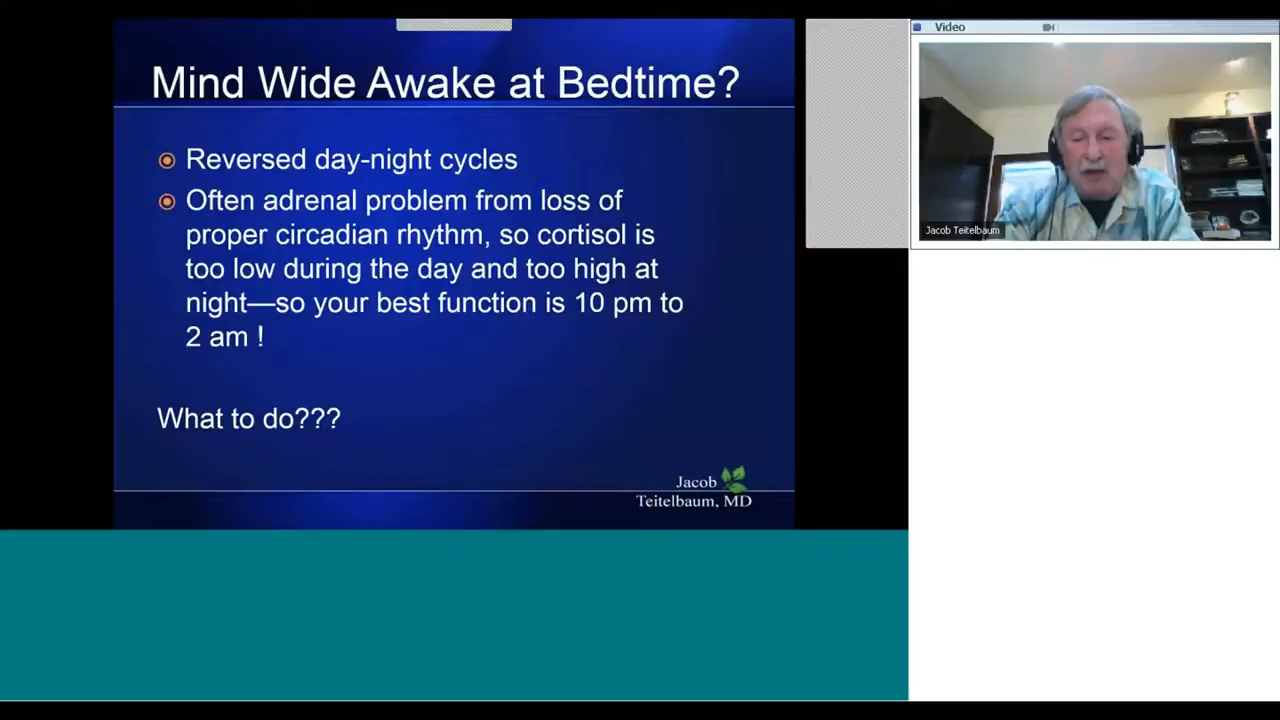 Mind Wide Awake at Bedtime?
Reversed day-night cycles
Often adrenal problem from loss of
proper circadian rhythm, so cortisol is
too low during the day and too high at
night—so your best function is 10 pm to
2 am !
What to do???
Jacob
Teitelbaum, MD
Video
Jacob Teitelbaum